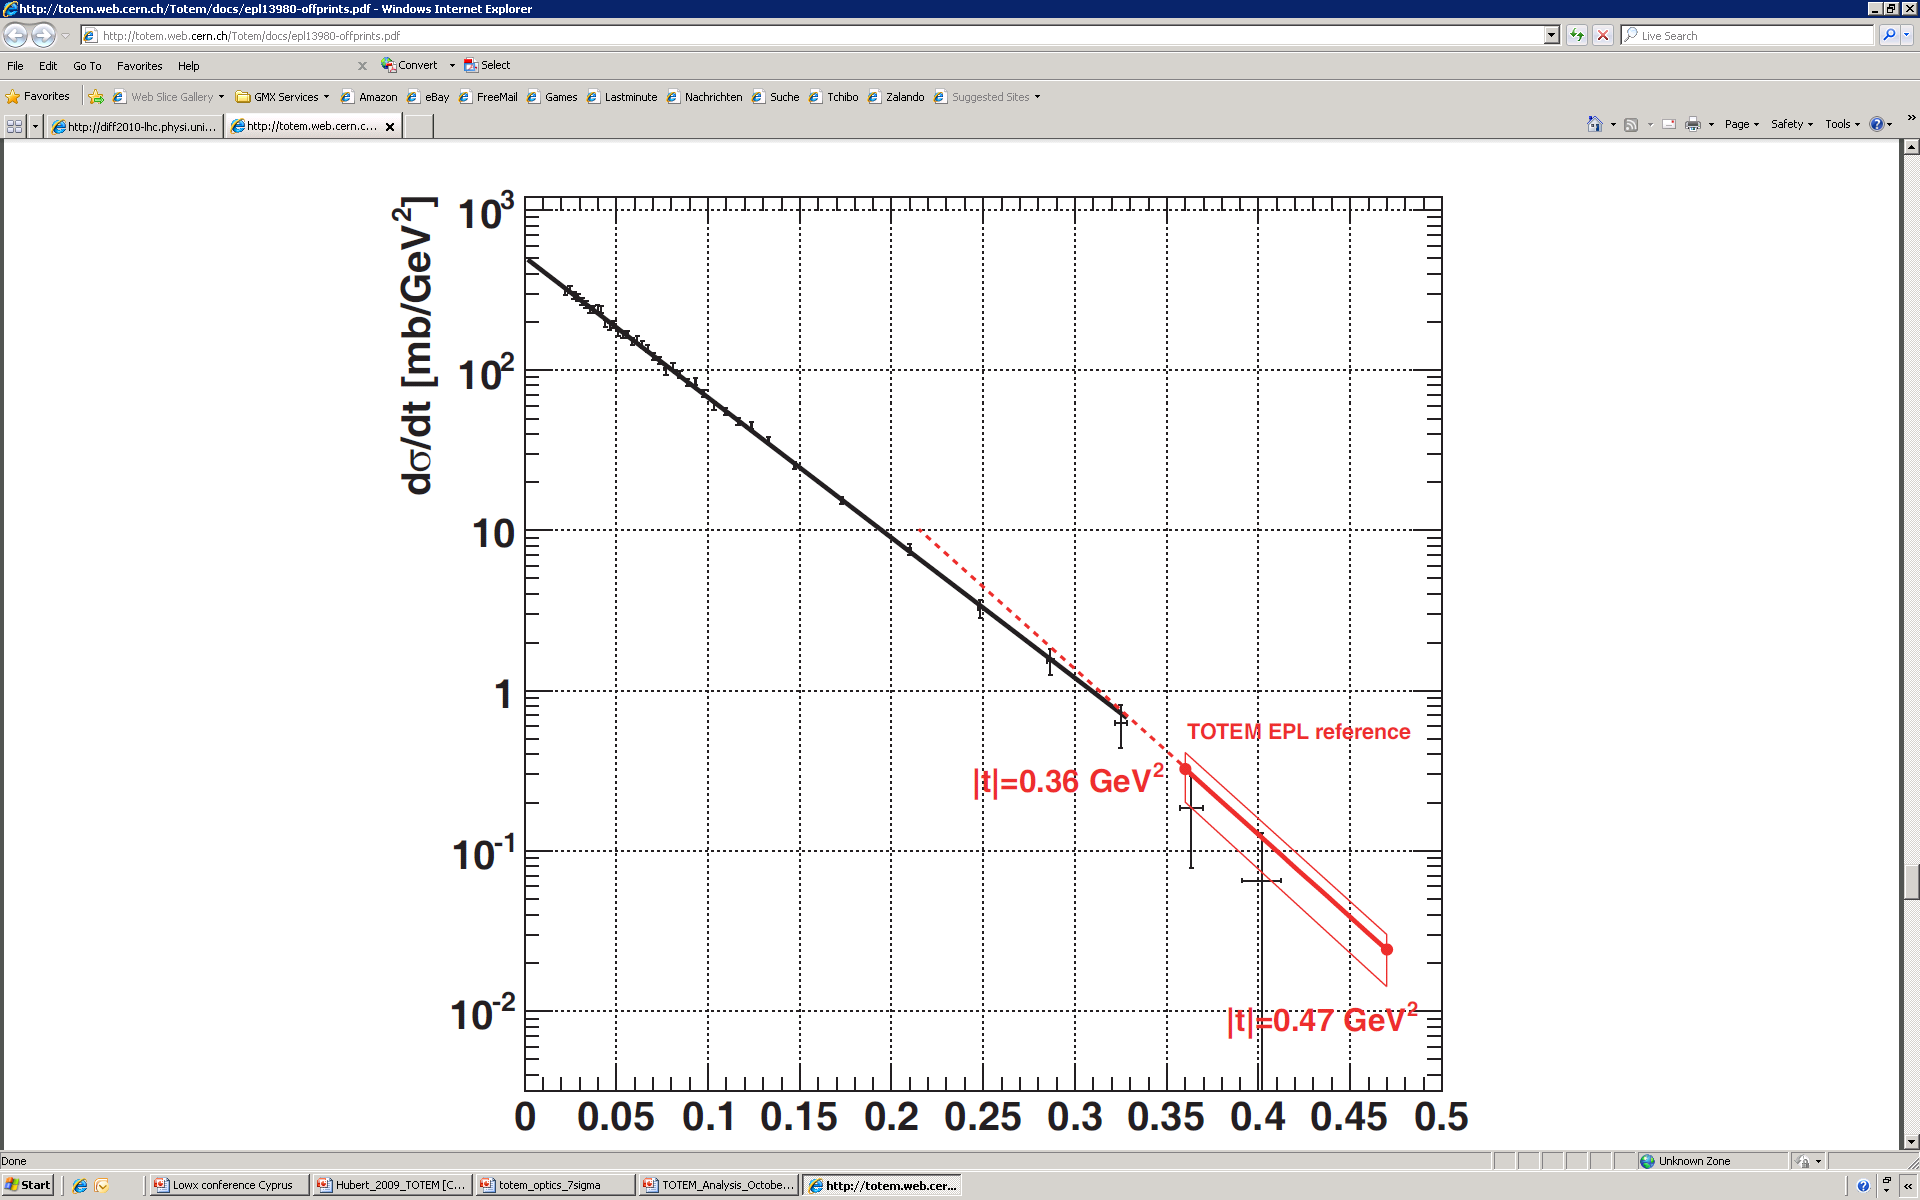 http://totem.web.cern.ch/Totem/docs/epl13980-offprints.pdf - Windows Internet Explorer
http://totem.web.cern.ch/Totem/docs/epl13980-offprints.pdf
Live Search
File Edit Go To Favorites Help x Convert Select
Favorites Web Slice Gallery GMX Services Amazon eBay FreeMail Games Lastminute Nachrichten Suche Tchibo Zalando Suggested Sites
http://diff2010-lhc.physi.uni... http://totem.web.cern.c... Page Safety Tools
dσ/dt [mb/GeV²]
10³
10²
10
1
10⁻¹
10⁻²
TOTEM EPL reference
|t|=0.36 GeV²
|t|=0.47 GeV²
0 0.05 0.1 0.15 0.2 0.25 0.3 0.35 0.4 0.45 0.5
Done Unknown Zone
Start Lowx conference Cyprus Hubert_2009_TOTEM [C... totem_optics_7sigma TOTEM_Analysis_Octobe... http://totem.web.cer...